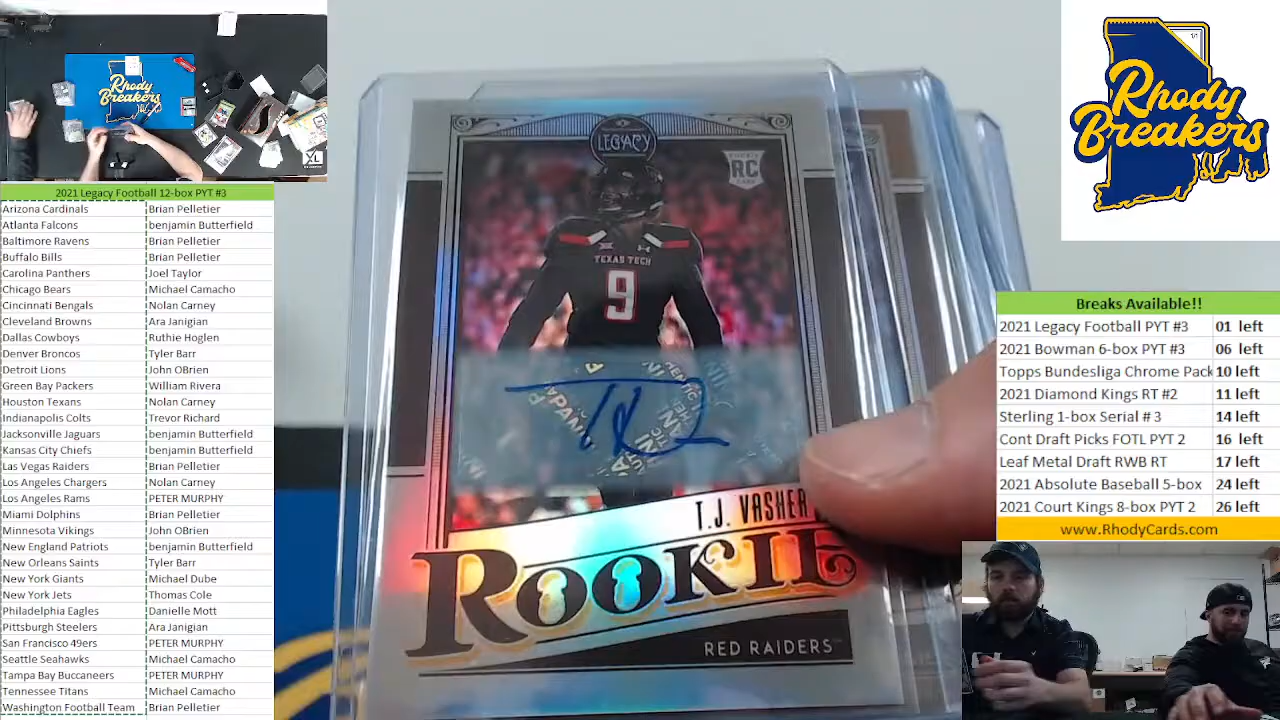 Rhody
Breakers
XL
2021 Legacy Football 12-box PYT #3
Arizona Cardinals Brian Pelletier
Atlanta Falcons benjamin Butterfield
Baltimore Ravens Brian Pelletier
Buffalo Bills Brian Pelletier
Carolina Panthers Joel Taylor
Chicago Bears Michael Camacho
Cincinnati Bengals Nolan Carney
Cleveland Browns Ara Janigian
Dallas Cowboys Ruthie Hoglen
Denver Broncos Tyler Barr
Detroit Lions John OBrien
Green Bay Packers William Rivera
Houston Texans Nolan Carney
Indianapolis Colts Trevor Richard
Jacksonville Jaguars benjamin Butterfield
Kansas City Chiefs benjamin Butterfield
Las Vegas Raiders Brian Pelletier
Los Angeles Chargers Nolan Carney
Los Angeles Rams PETER MURPHY
Miami Dolphins Brian Pelletier
Minnesota Vikings John OBrien
New England Patriots benjamin Butterfield
New Orleans Saints Tyler Barr
New York Giants Michael Dube
New York Jets Thomas Cole
Philadelphia Eagles Danielle Mott
Pittsburgh Steelers Ara Janigian
San Francisco 49ers PETER MURPHY
Seattle Seahawks Michael Camacho
Tampa Bay Buccaneers PETER MURPHY
Tennessee Titans Michael Camacho
Washington Football Team Brian Pelletier
LEGACY
RC
TEXAS TECH
9
T.J. VASHER
ROOKIE
RED RAIDERS
Rhody
Breakers
Breaks Available!!
2021 Legacy Football PYT #3 01 left
2021 Bowman 6-box PYT #3 06 left
Topps Bundesliga Chrome Pack 10 left
2021 Diamond Kings RT #2 11 left
Sterling 1-box Serial # 3 14 left
Cont Draft Picks FOTL PYT 2 16 left
Leaf Metal Draft RWB RT 17 left
2021 Absolute Baseball 5-box 24 left
2021 Court Kings 8-box PYT 2 26 left
www.RhodyCards.com